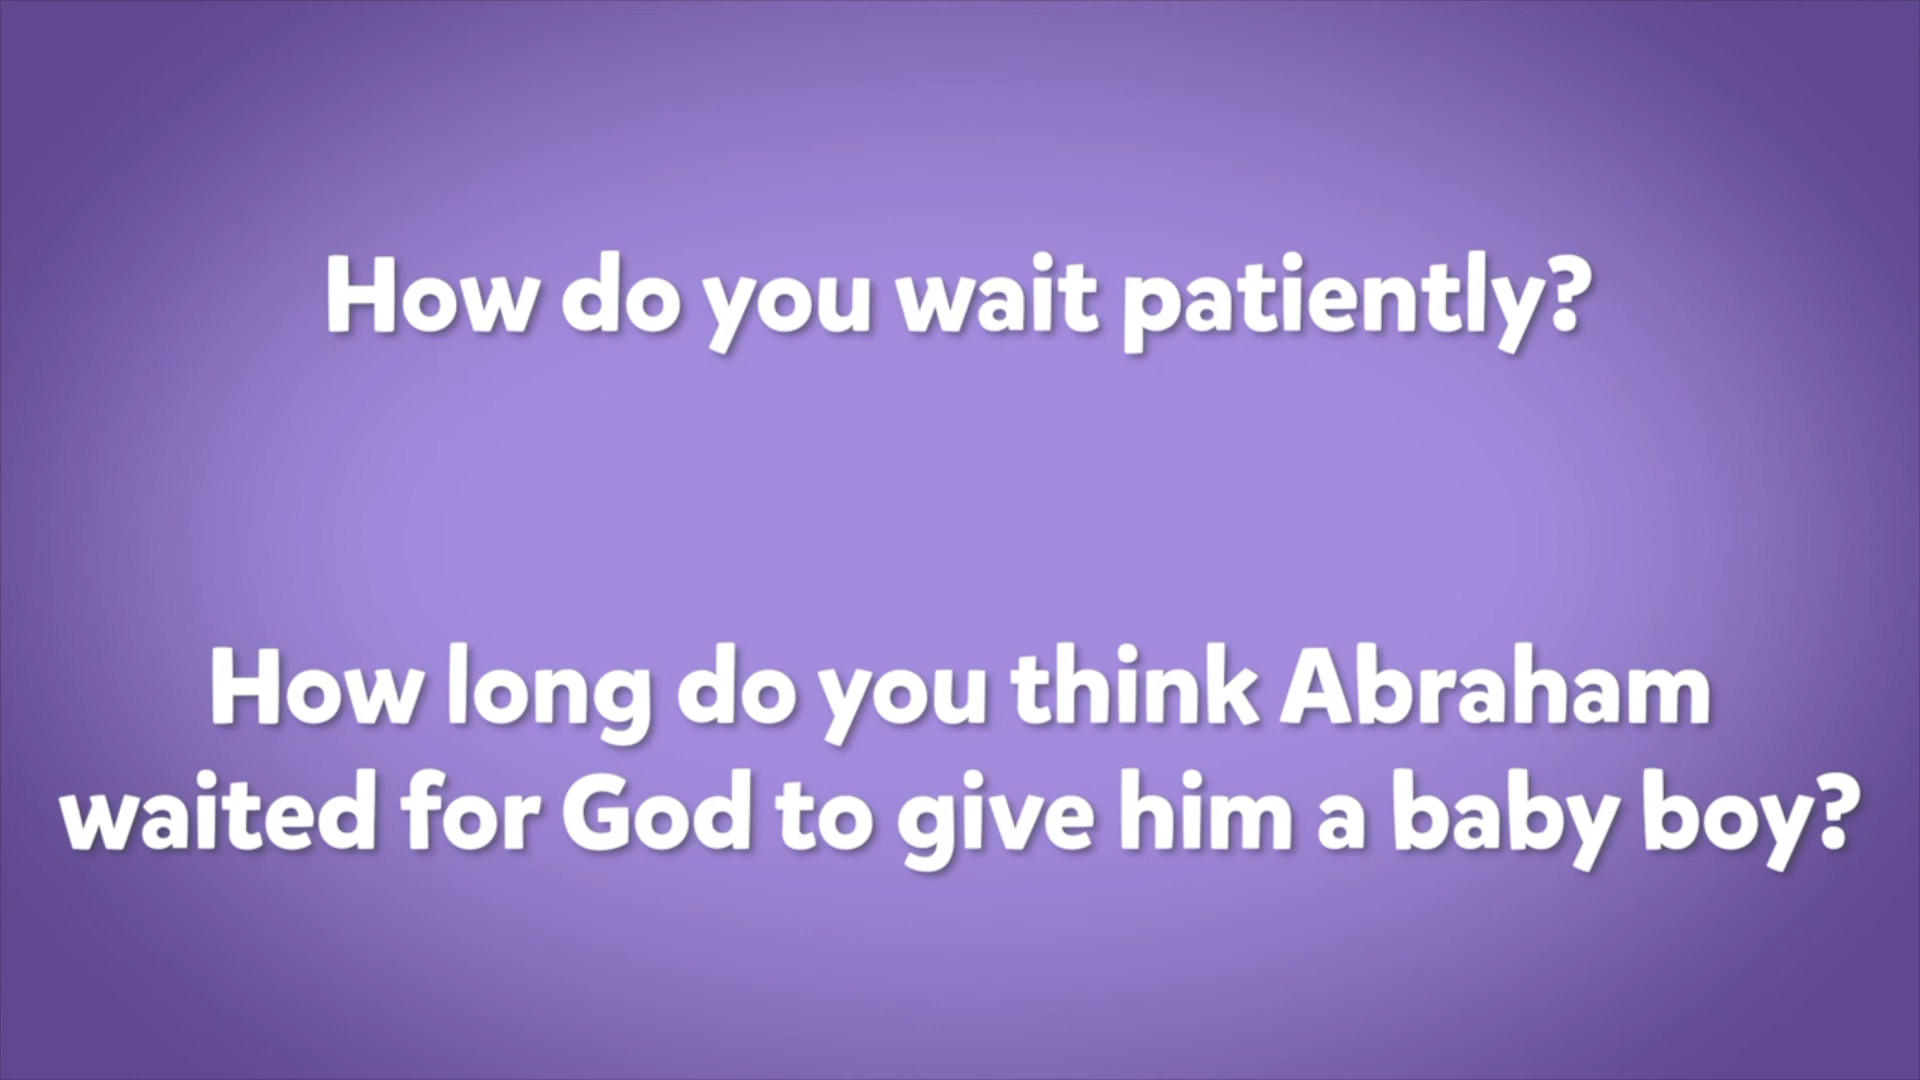 How do you wait patiently?
How long do you think Abraham
waited for God to give him a baby boy?